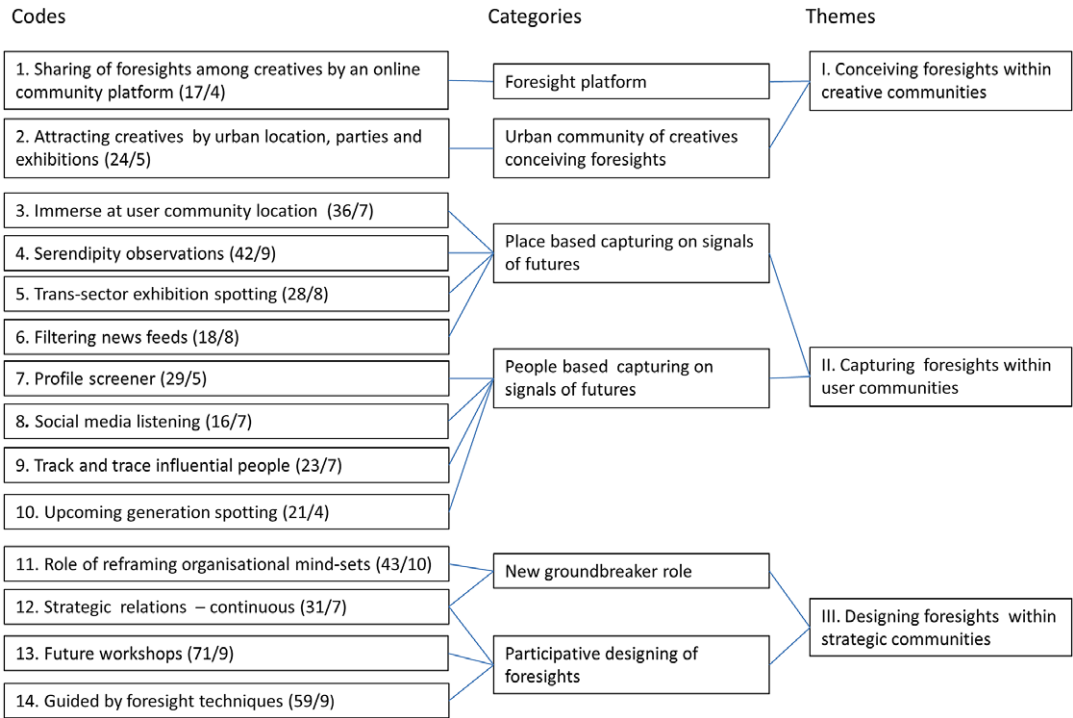 Codes
Categories
Themes
1. Sharing of foresights among creatives by an online
community platform (17/4)
2. Attracting creatives by urban location, parties and
exhibitions (24/5)
3. Immerse at user community location (36/7)
4. Serendipity observations (42/9)
5. Trans-sector exhibition spotting (28/8)
6. Filtering news feeds (18/8)
7. Profile screener (29/5)
8. Social media listening (16/7)
9. Track and trace influential people (23/7)
10. Upcoming generation spotting (21/4)
11. Role of reframing organisational mind-sets (43/10)
12. Strategic relations – continuous (31/7)
13. Future workshops (71/9)
14. Guided by foresight techniques (59/9)
Foresight platform
Urban community of creatives
conceiving foresights
Place based capturing on signals
of futures
People based capturing on
signals of futures
New groundbreaker role
Participative designing of
foresights
I. Conceiving foresights within
creative communities
II. Capturing foresights within
user communities
III. Designing foresights within
strategic communities